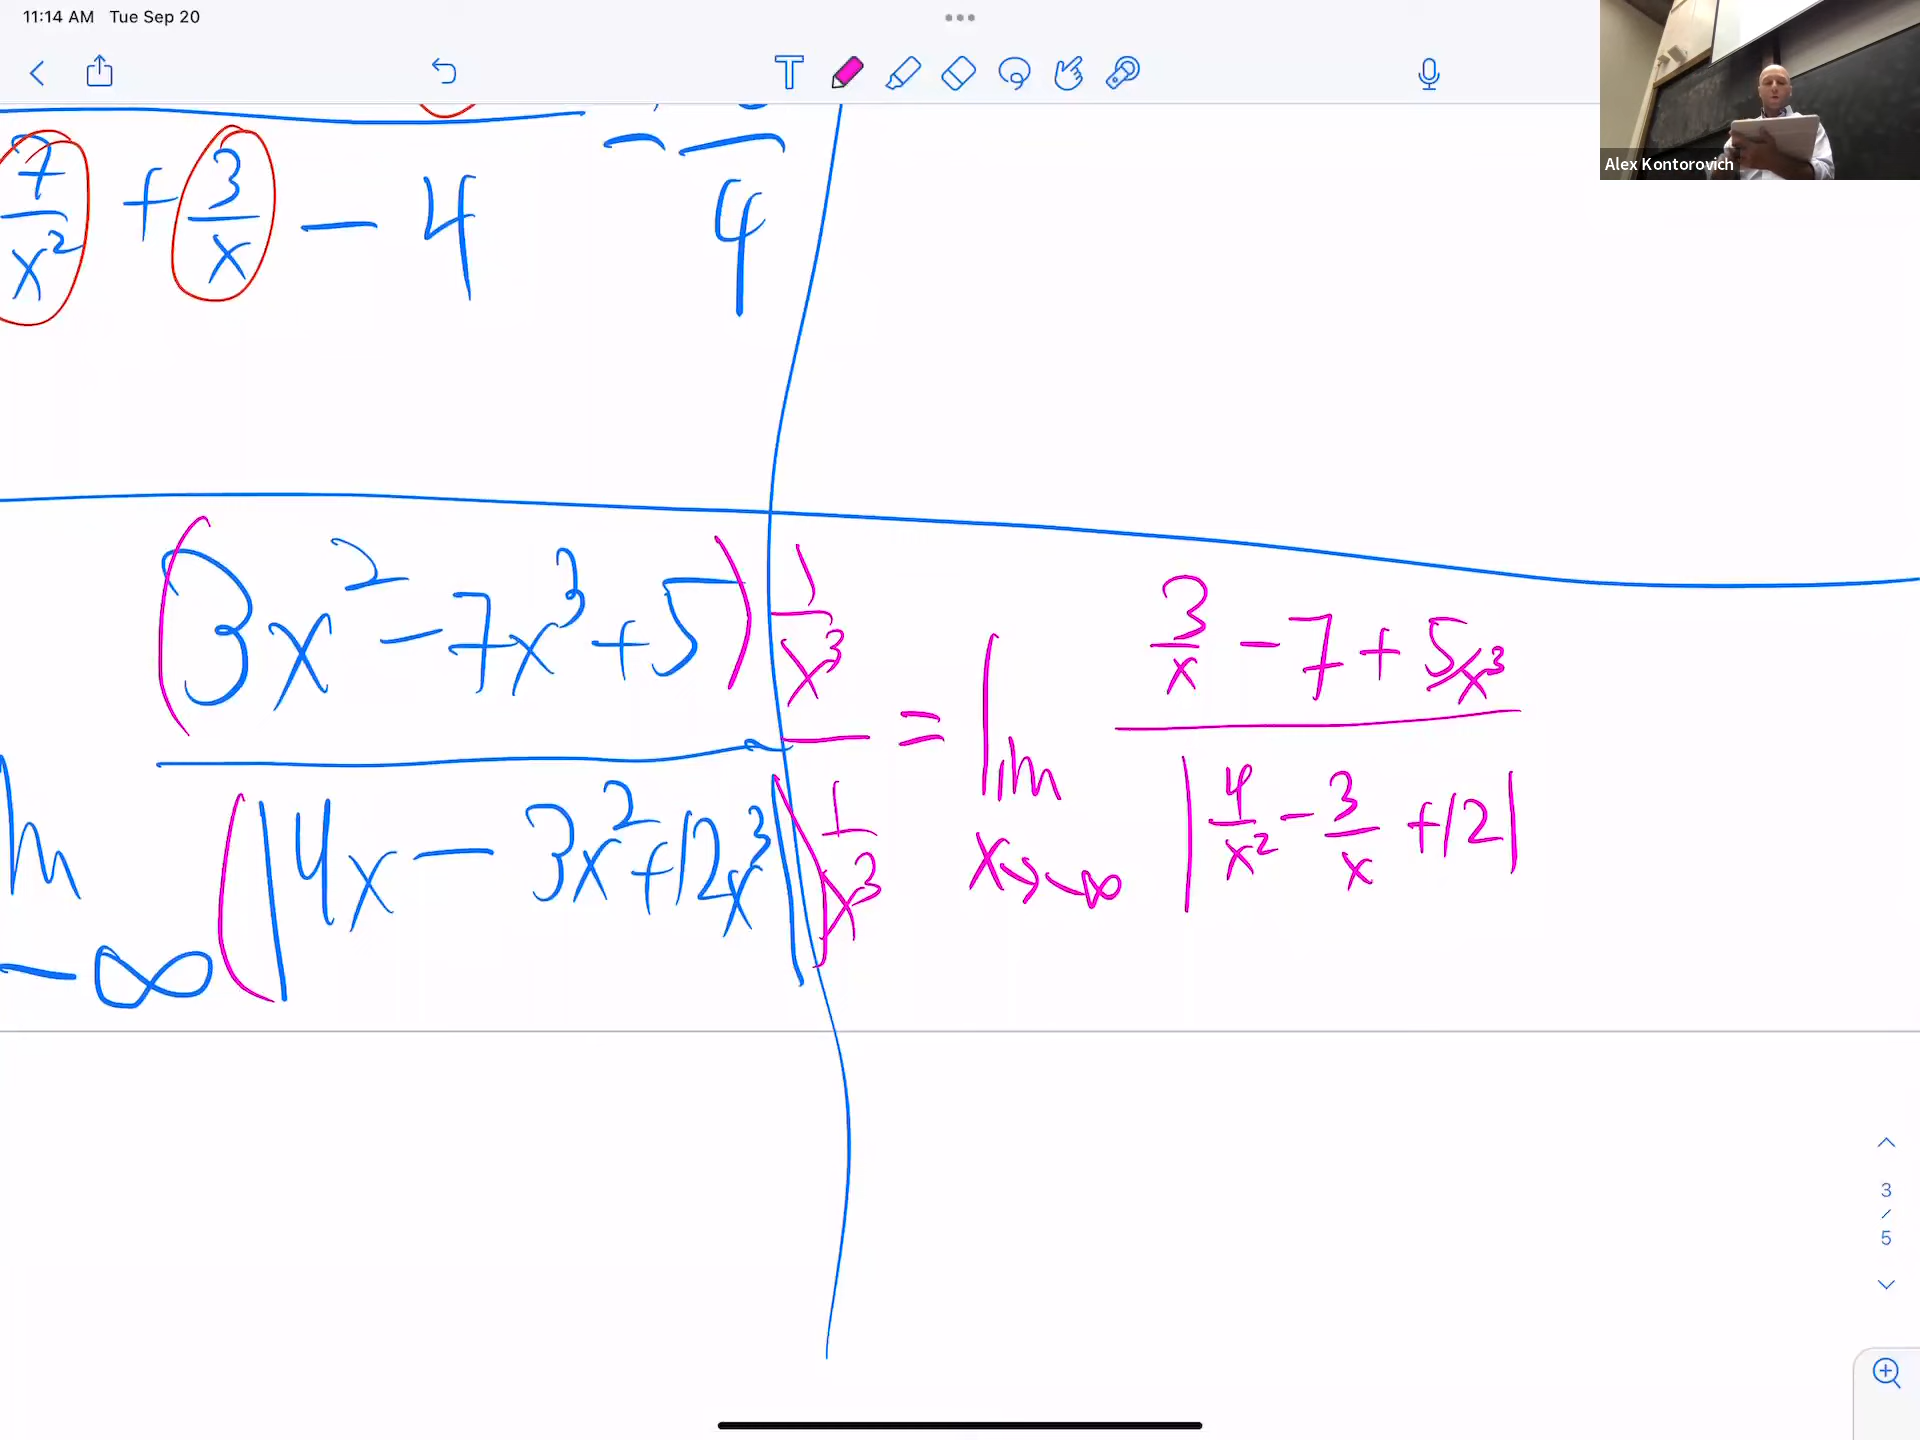 11:14 AM Tue Sep 20
T
Alex Kontorovich
7/x² + 3/x - 4
- /4
(3x² - 7x³ + 5) 1/x³
(|4x - 3x² + 12x³|) 1/x³
lim
-∞
= lim
x→-∞
3/x - 7 + 5/x³
|4/x² - 3/x + 12|
3
/
5